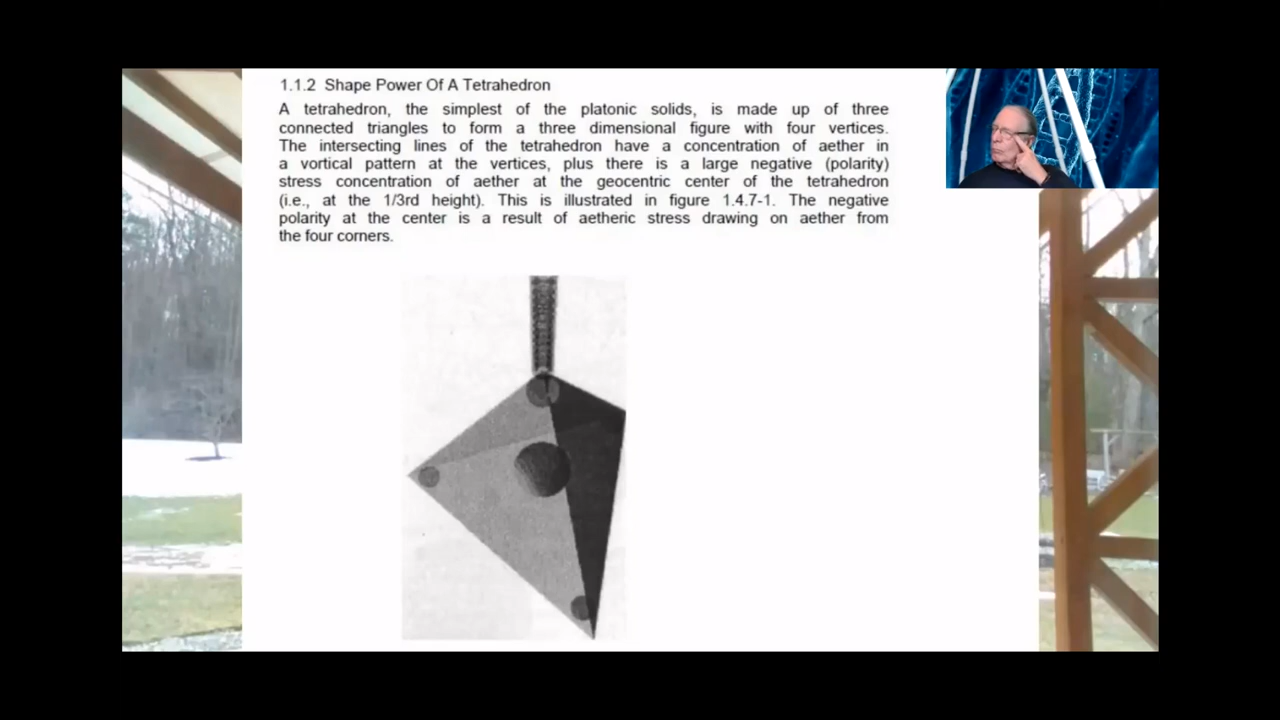 1.1.2 Shape Power Of A Tetrahedron
A tetrahedron, the simplest of the platonic solids, is made up of three
connected triangles to form a three dimensional figure with four vertices.
The intersecting lines of the tetrahedron have a concentration of aether in
a vortical pattern at the vertices, plus there is a large negative (polarity)
stress concentration of aether at the geocentric center of the tetrahedron
(i.e., at the 1/3rd height). This is illustrated in figure 1.4.7-1. The negative
polarity at the center is a result of aetheric stress drawing on aether from
the four corners.